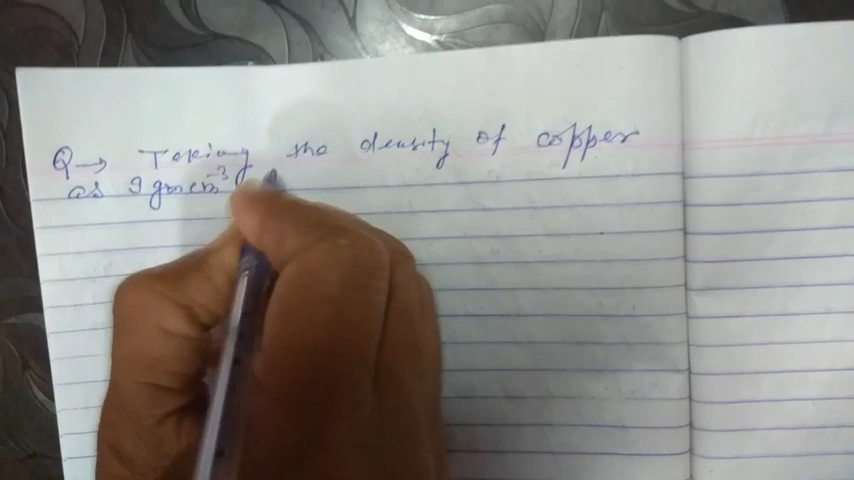 Q→ Taking the density of copper
as 9 gm cm⁻³